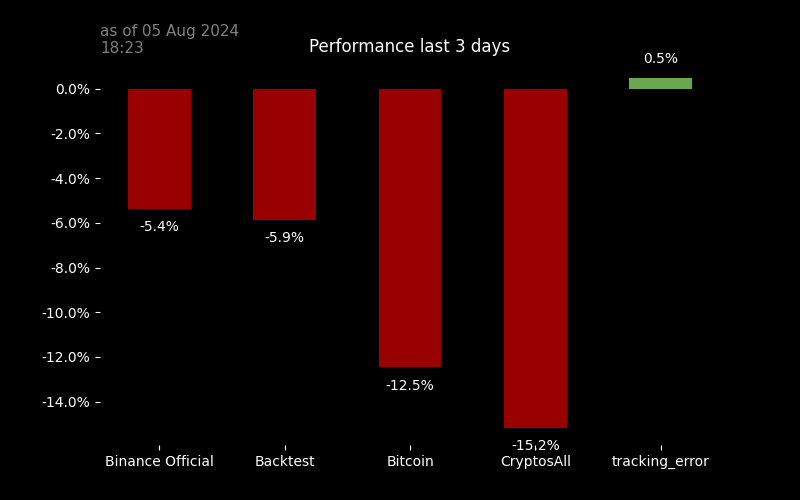 as of 05 Aug 2024
18:23
Performance last 3 days
0.5%
0.0%
-2.0%
-4.0%
-6.0%
-8.0%
-10.0%
-12.0%
-14.0%
-5.4%
-5.9%
-12.5%
-15.2%
Binance Official
Backtest
Bitcoin
CryptosAll
tracking_error